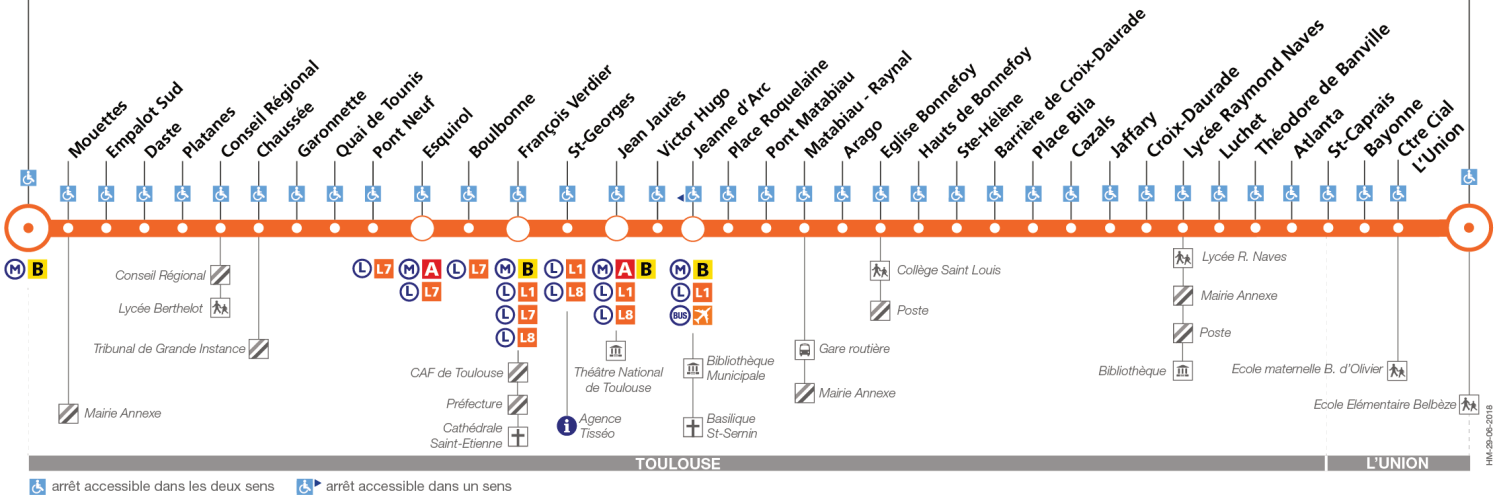 Mouettes
Empalot Sud
Daste
Platanes
Conseil Régional
Chaussée
Garonnette
Quai de Tounis
Pont Neuf
Esquirol
Boulbonne
François Verdier
St-Georges
Jean Jaurès
Victor Hugo
Jeanne d'Arc
Place Roquelaine
Pont Matabiau
Matabiau - Raynal
Arago
Eglise Bonnefoy
Hauts de Bonnefoy
Ste-Hélène
Barrière de Croix-Daurade
Place Bila
Cazals
Jaffary
Croix-Daurade
Lycée Raymond Naves
Luchet
Théodore de Banville
Atlanta
St-Caprais
Bayonne
Ctre Cial
L'Union
M B
Conseil Régional
Lycée Berthelot
Tribunal de Grande Instance
Mairie Annexe
L L7
M A
L L7
L L7
M B
L L1
L L7
L L8
CAF de Toulouse
Préfecture
Cathédrale
Saint-Etienne
L L1
L L8
i Agence
Tisséo
M A B
L L1
L L8
Théâtre National
de Toulouse
M B
L L1
BUS
Bibliothèque
Municipale
Basilique
St-Sernin
Gare routière
Mairie Annexe
Collège Saint Louis
Poste
Lycée R. Naves
Mairie Annexe
Poste
Bibliothèque
Ecole maternelle B. d'Olivier
Ecole Elémentaire Belbèze
HM-29-06-2018
TOULOUSE
L'UNION
arrêt accessible dans les deux sens
arrêt accessible dans un sens